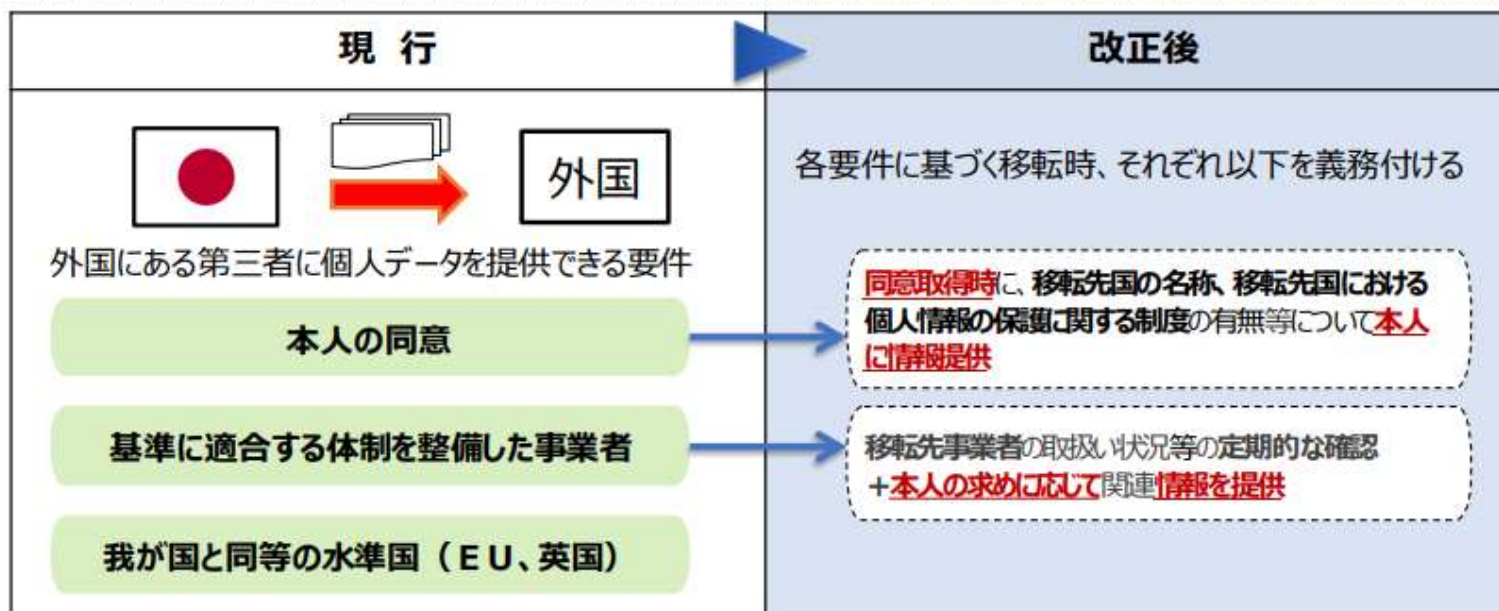 現 行
改正後
外国
外国にある第三者に個人データを提供できる要件
本人の同意
基準に適合する体制を整備した事業者
我が国と同等の水準国（ＥＵ、英国）
各要件に基づく移転時、それぞれ以下を義務付ける
同意取得時に、移転先国の名称、移転先国における
個人情報の保護に関する制度の有無等について本人
に情報提供
移転先事業者の取扱い状況等の定期的な確認
＋本人の求めに応じて関連情報を提供